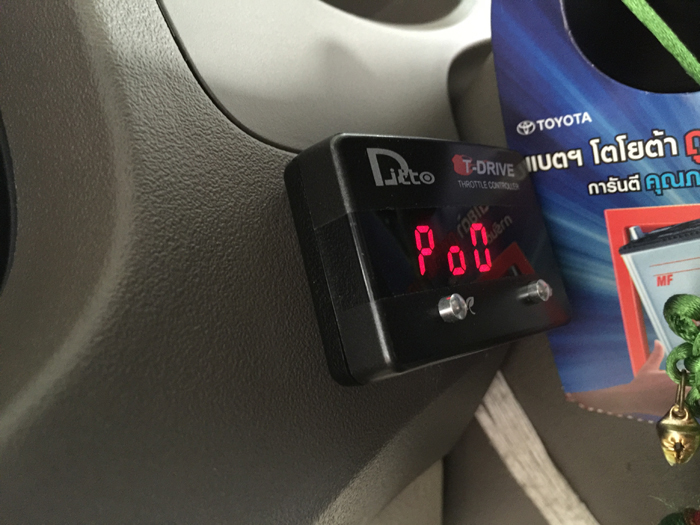 Ditto
T-DRIVE
THROTTLE CONTROLLER
PoO
TOYOTA
แบตฯ โตโยต้า
การันตี คุณภ
MF